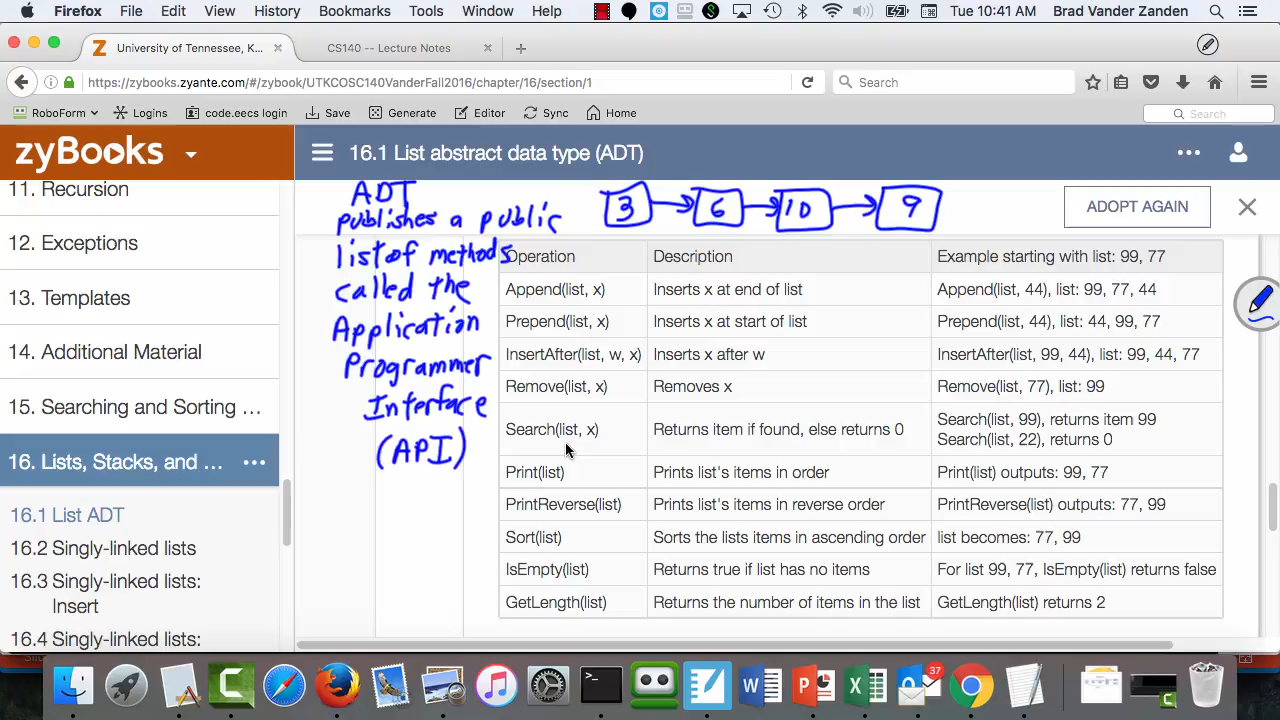 Firefox File Edit View History Bookmarks Tools Window Help Tue 10:41 AM Brad Vander Zanden
University of Tennessee, K... CS140 -- Lecture Notes
https://zybooks.zyante.com/#/zybook/UTKCOSC140VanderFall2016/chapter/16/section/1 Search
RoboForm Logins code.eecs login Save Generate Editor Sync Home Search
zyBooks 16.1 List abstract data type (ADT)
11. Recursion
12. Exceptions
13. Templates
14. Additional Material
15. Searching and Sorting ...
16. Lists, Stacks, and ...
16.1 List ADT
16.2 Singly-linked lists
16.3 Singly-linked lists:
Insert
16.4 Singly-linked lists:
ADT
publishes a public
list of methods
called the
Application
Programmer
Interface
(API)
3 6 10 9
ADOPT AGAIN
Operation Description Example starting with list: 99, 77
Append(list, x) Inserts x at end of list Append(list, 44), list: 99, 77, 44
Prepend(list, x) Inserts x at start of list Prepend(list, 44), list: 44, 99, 77
InsertAfter(list, w, x) Inserts x after w InsertAfter(list, 99, 44), list: 99, 44, 77
Remove(list, x) Removes x Remove(list, 77), list: 99
Search(list, x) Returns item if found, else returns 0 Search(list, 99), returns item 99
Search(list, 22), returns 0
Print(list) Prints list's items in order Print(list) outputs: 99, 77
PrintReverse(list) Prints list's items in reverse order PrintReverse(list) outputs: 77, 99
Sort(list) Sorts the lists items in ascending order list becomes: 77, 99
IsEmpty(list) Returns true if list has no items For list 99, 77, IsEmpty(list) returns false
GetLength(list) Returns the number of items in the list GetLength(list) returns 2
37